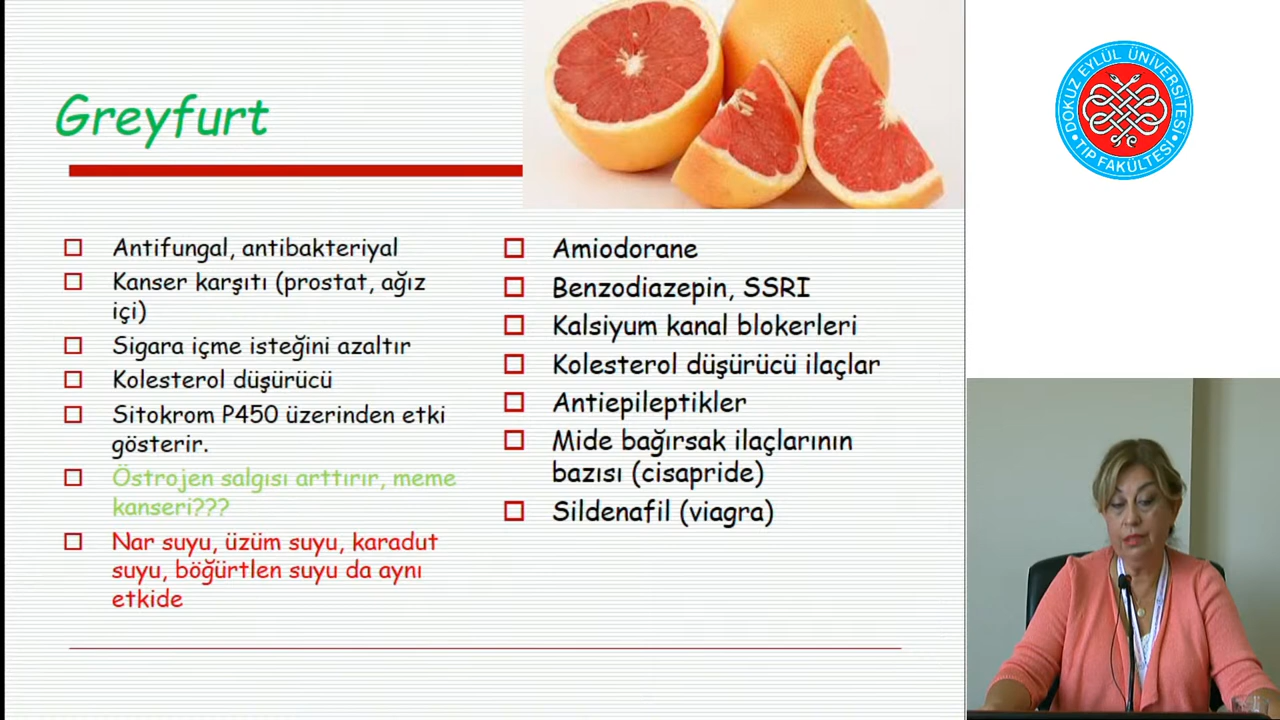 Greyfurt
Antifungal, antibakteriyal
Kanser karşıtı (prostat, ağız
içi)
Sigara içme isteğini azaltır
Kolesterol düşürücü
Sitokrom P450 üzerinden etki
gösterir.
Östrojen salgısı arttırır, meme
kanseri???
Nar suyu, üzüm suyu, karadut
suyu, böğürtlen suyu da aynı
etkide
Amiodorane
Benzodiazepin, SSRI
Kalsiyum kanal blokerleri
Kolesterol düşürücü ilaçlar
Antiepileptikler
Mide bağırsak ilaçlarının
bazısı (cisapride)
Sildenafil (viagra)
DOKUZ EYLÜL ÜNİVERSİTESİ
• TIP FAKÜLTESİ •